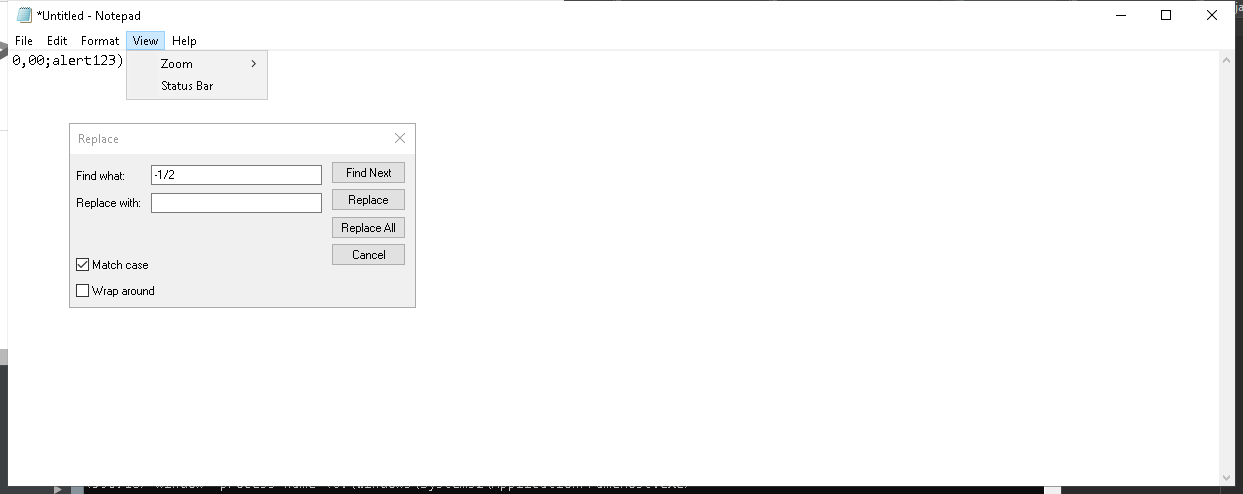 *Untitled - Notepad
File Edit Format View Help
0,00;alert123)
Zoom
Status Bar
Replace
Find what: -1/2 Find Next
Replace with: Replace
Replace All
Cancel
Match case
Wrap around